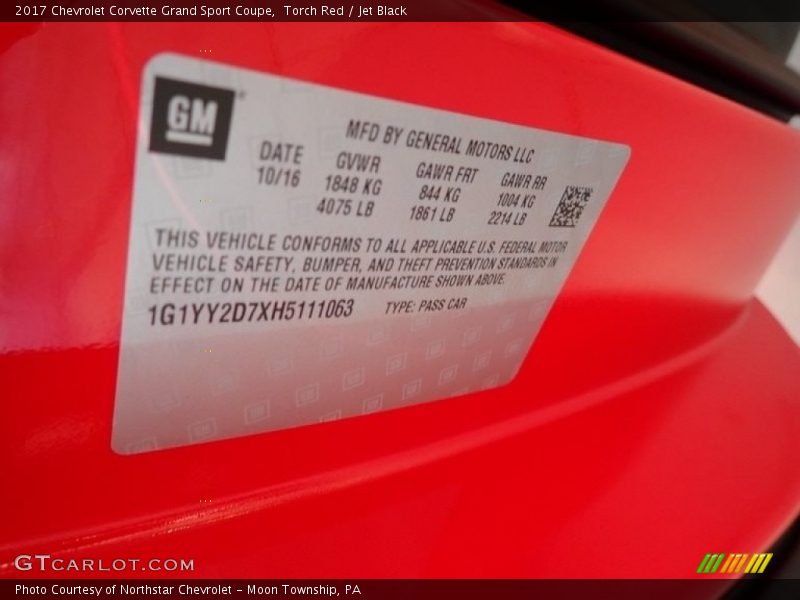 2017 Chevrolet Corvette Grand Sport Coupe,  Torch Red / Jet Black
GM
MFD BY GENERAL MOTORS LLC
DATE GVWR GAWR FRT GAWR RR
10/16 1848 KG 844 KG 1004 KG
4075 LB 1861 LB 2214 LB
THIS VEHICLE CONFORMS TO ALL APPLICABLE U.S. FEDERAL MOTOR
VEHICLE SAFETY, BUMPER, AND THEFT PREVENTION STANDARDS IN
EFFECT ON THE DATE OF MANUFACTURE SHOWN ABOVE.
1G1YY2D7XH5111063 TYPE: PASS CAR
GTCARLOT.COM
Photo Courtesy of Northstar Chevrolet - Moon Township, PA